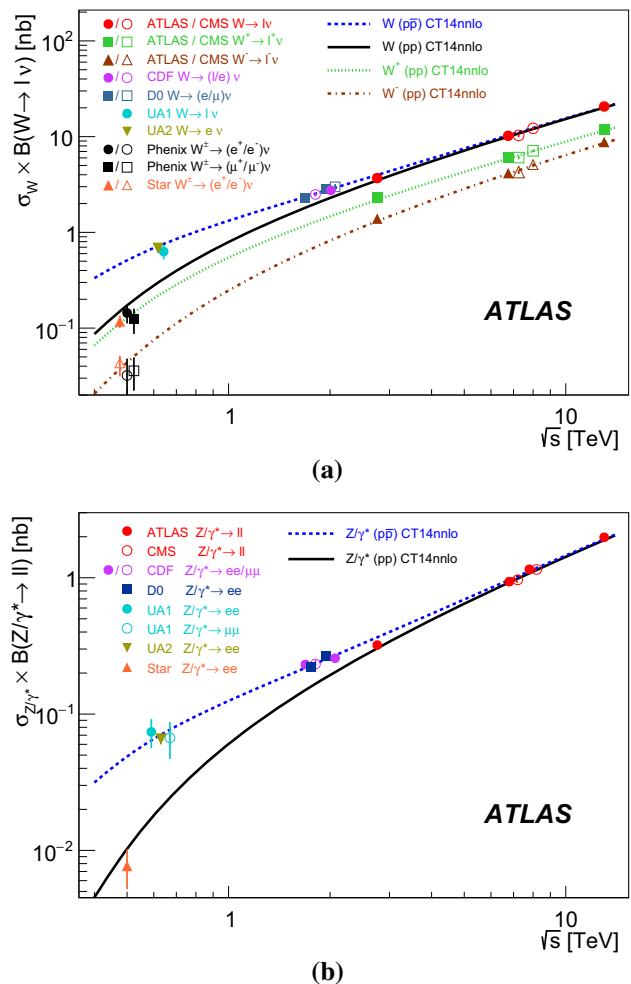 σ_W × B(W→ l ν) [nb]
10²
10
1
10⁻¹
●/○ ATLAS / CMS W→ lν
■/□ ATLAS / CMS W⁺→ l⁺ν
▲/△ ATLAS / CMS W⁻→ l⁻ν
●/○ CDF W→ (l/e) ν
■/□ D0 W→ (e/μ)ν
● UA1 W→ l ν
▼ UA2 W→ e ν
●/○ Phenix W±→ (e⁺/e⁻)ν
■/□ Phenix W±→ (μ⁺/μ⁻)ν
▲/△ Star W±→ (e⁺/e⁻)ν
W (pp̅) CT14nnlo
W (pp) CT14nnlo
W⁺ (pp) CT14nnlo
W⁻ (pp) CT14nnlo
ATLAS
1 10
√s [TeV]
(a)
σ_Z/γ* × B(Z/γ*→ ll) [nb]
1
10⁻¹
10⁻²
● ATLAS Z/γ*→ ll
○ CMS Z/γ*→ ll
●/○ CDF Z/γ*→ ee/μμ
■ D0 Z/γ*→ ee
● UA1 Z/γ*→ ee
○ UA1 Z/γ*→ μμ
▼ UA2 Z/γ*→ ee
▲ Star Z/γ*→ ee
Z/γ* (pp̅) CT14nnlo
Z/γ* (pp) CT14nnlo
ATLAS
1 10
√s [TeV]
(b)